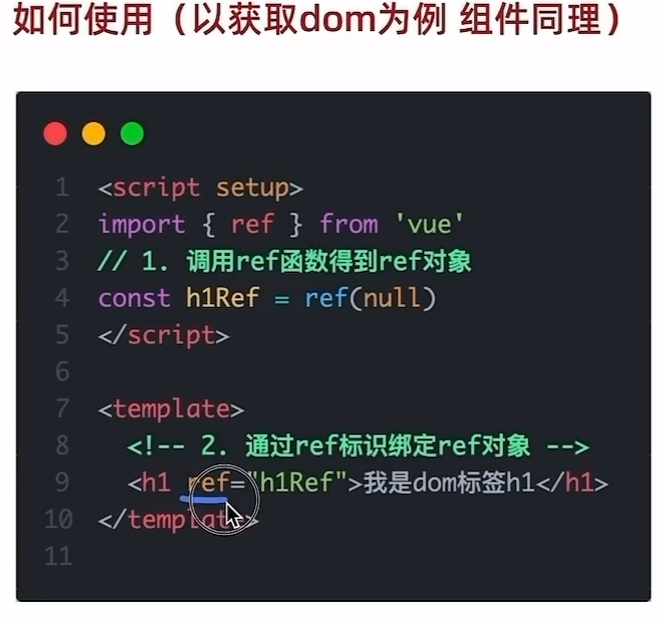 如何使用（以获取dom为例 组件同理）
1 <script setup>
2 import { ref } from 'vue'
3 // 1. 调用ref函数得到ref对象
4 const h1Ref = ref(null)
5 </script>
6
7 <template>
8 <!-- 2. 通过ref标识绑定ref对象 -->
9 <h1 ref="h1Ref">我是dom标签h1</h1>
10 </template>
11